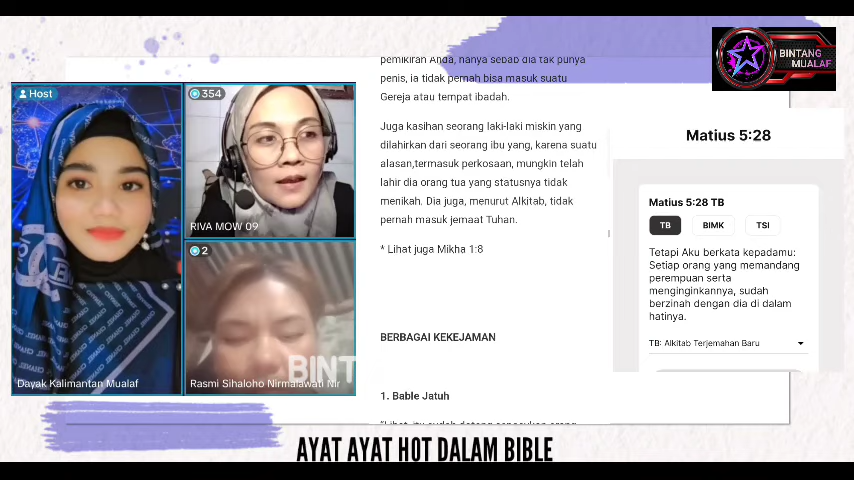 Host
354
RIVA MOW 09
2
BINT
Dayak Kalimantan Mualaf
Rasmi Sihaloho Nirmalawati Nir
pemikiran Anda, hanya sebab dia tak punya
penis, ia tidak pernah bisa masuk suatu
Gereja atau tempat ibadah.
Juga kasihan seorang laki-laki miskin yang
dilahirkan dari seorang ibu yang, karena suatu
alasan,termasuk perkosaan, mungkin telah
lahir dia orang tua yang statusnya tidak
menikah. Dia juga, menurut Alkitab, tidak
pernah masuk jemaat Tuhan.
* Lihat juga Mikha 1:8
BERBAGAI KEKEJAMAN
1. Bable Jatuh
BINTANG
MUALAF
Matius 5:28
Matius 5:28 TB
TB BIMK TSI
Tetapi Aku berkata kepadamu:
Setiap orang yang memandang
perempuan serta
menginginkannya, sudah
berzinah dengan dia di dalam
hatinya.
TB: Alkitab Terjemahan Baru
AYAT AYAT HOT DALAM BIBLE